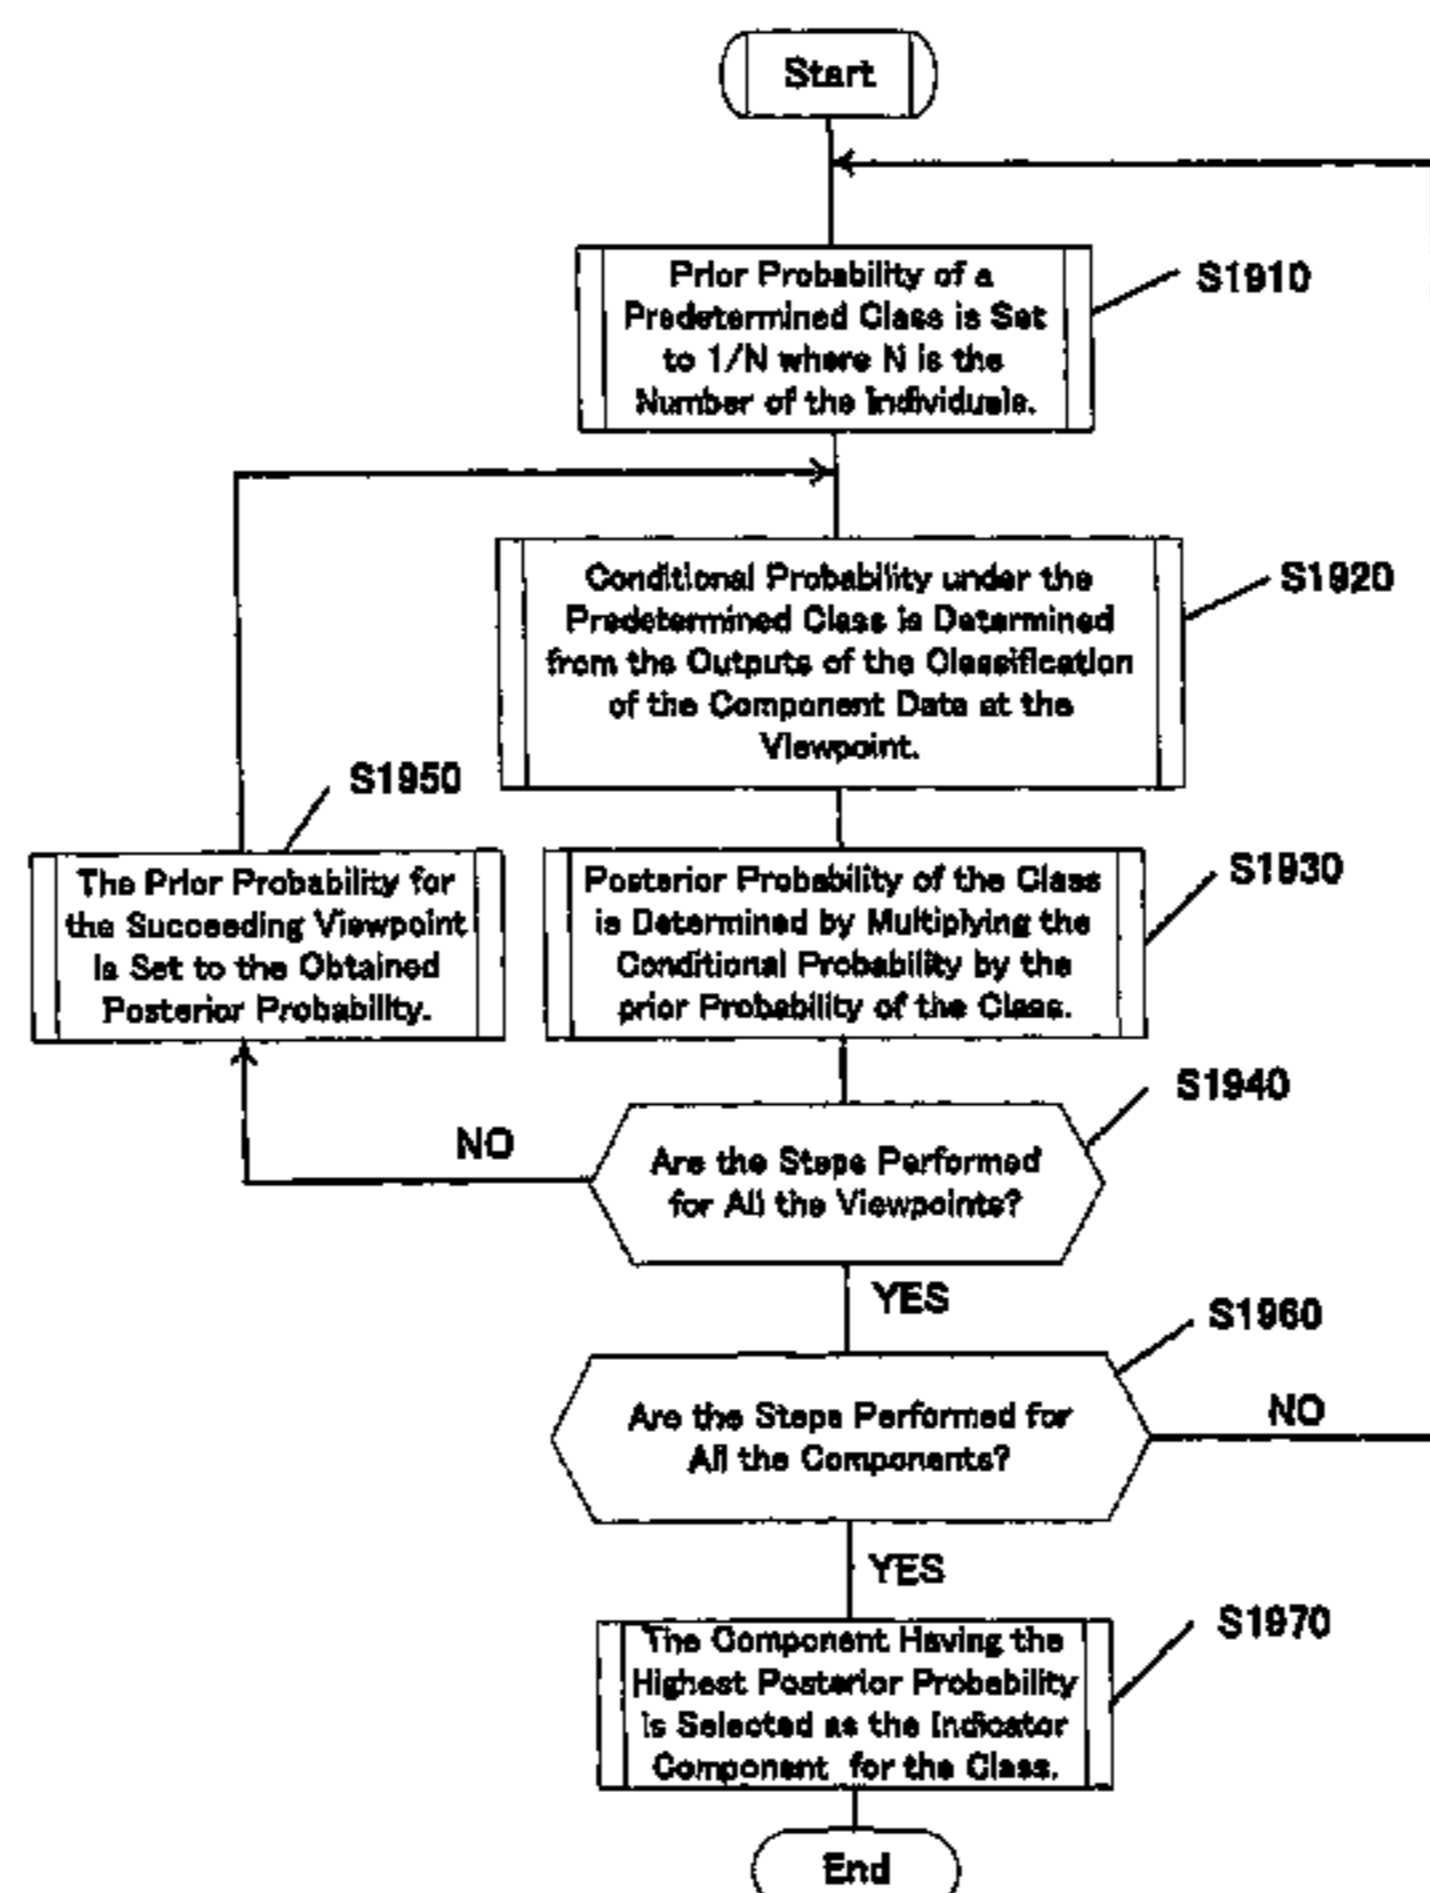 Start
Prior Probability of a
Predetermined Class is Set
to 1/N where N is the
Number of the Individuals.
S1910
Conditional Probability under the
Predetermined Class is Determined
from the Outputs of the Classification
of the Component Data at the
Viewpoint.
S1920
S1950
The Prior Probability for
the Succeeding Viewpoint
is Set to the Obtained
Posterior Probability.
Posterior Probability of the Class
is Determined by Multiplying the
Conditional Probability by the
prior Probability of the Class.
S1930
S1940
NO
Are the Steps Performed
for All the Viewpoints?
YES
S1960
Are the Steps Performed for
All the Components?
NO
YES
The Component Having the
Highest Posterior Probability
is Selected as the Indicator
Component for the Class.
S1970
End